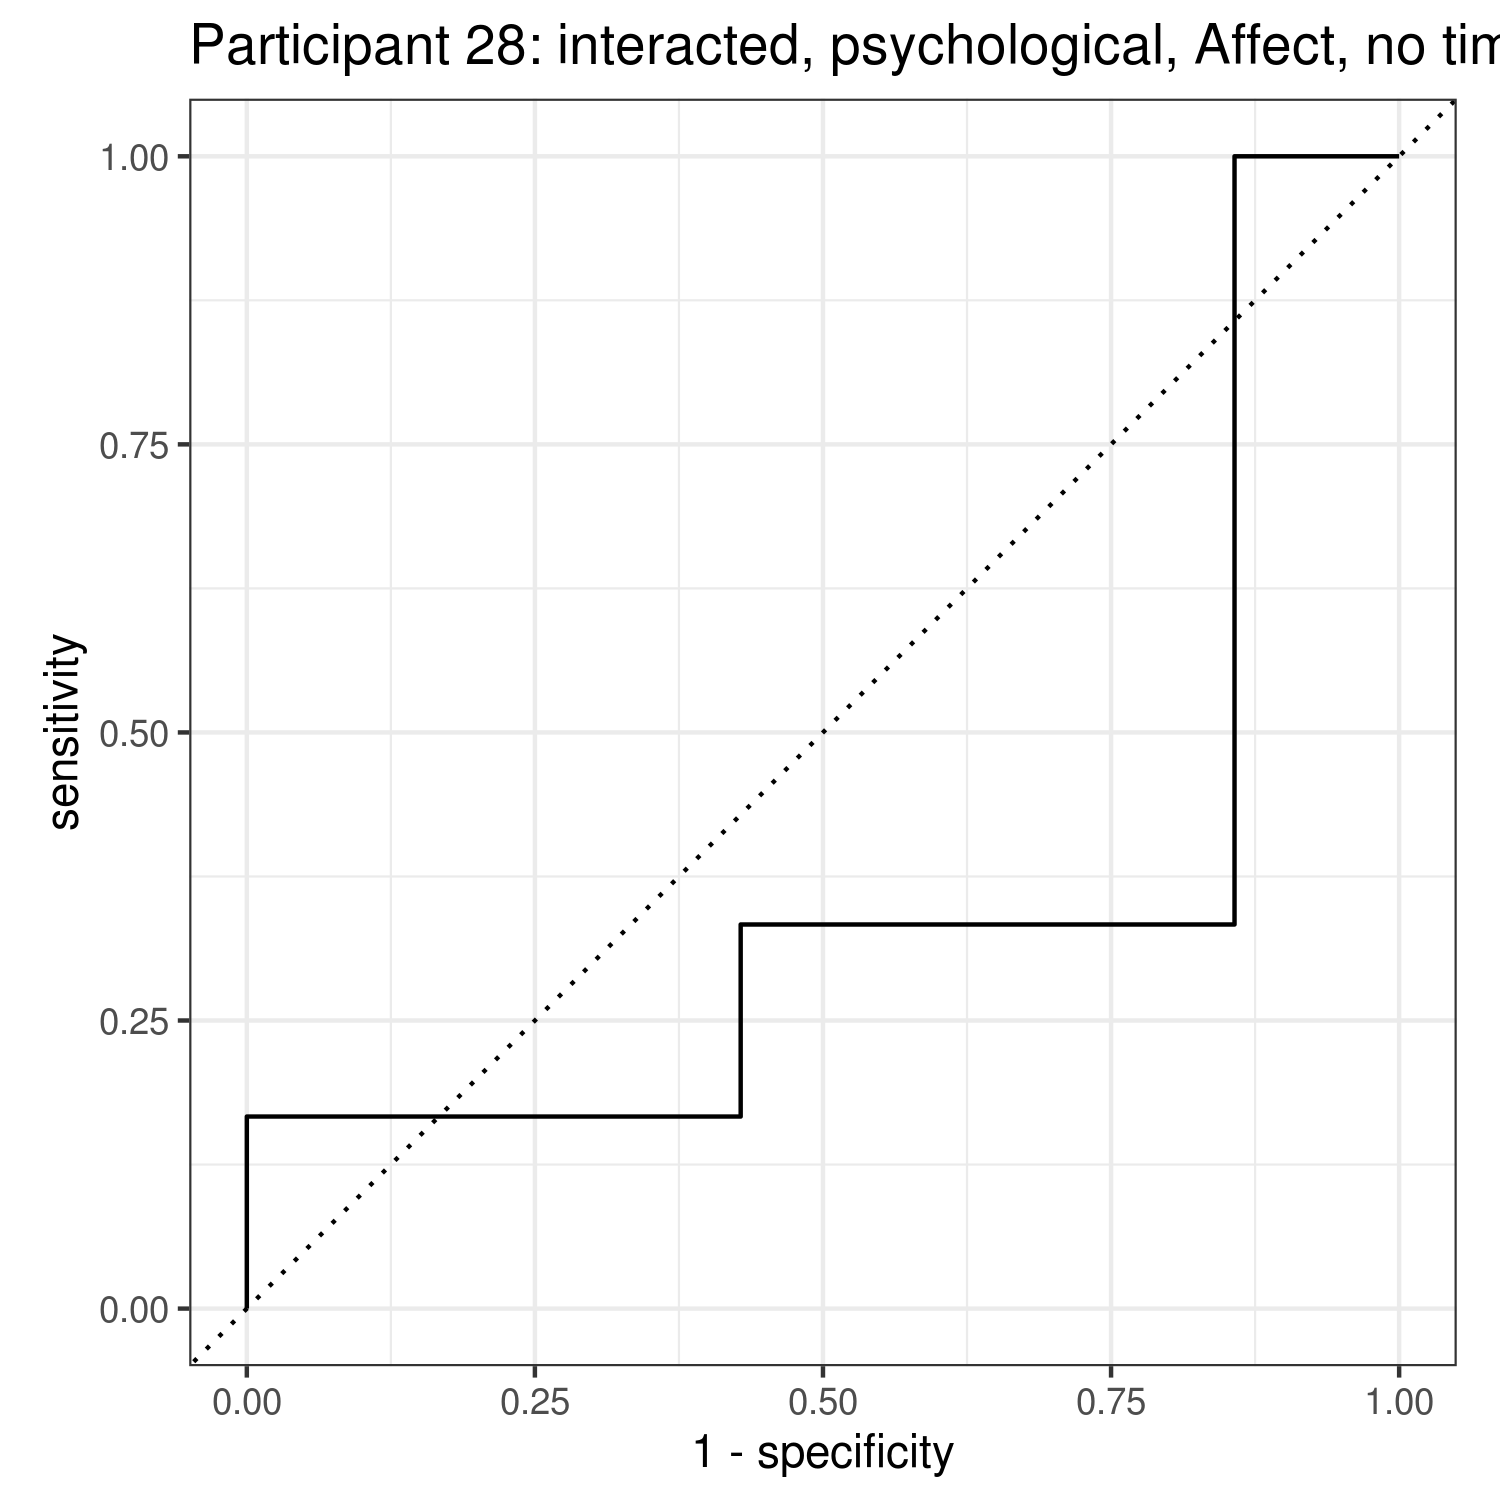 Participant 28: interacted, psychological, Affect, no
1.00
0.75
0.50
0.25
0.00
sensitivity
0.00 0.25 0.50 0.75 1.00
1 - specificity